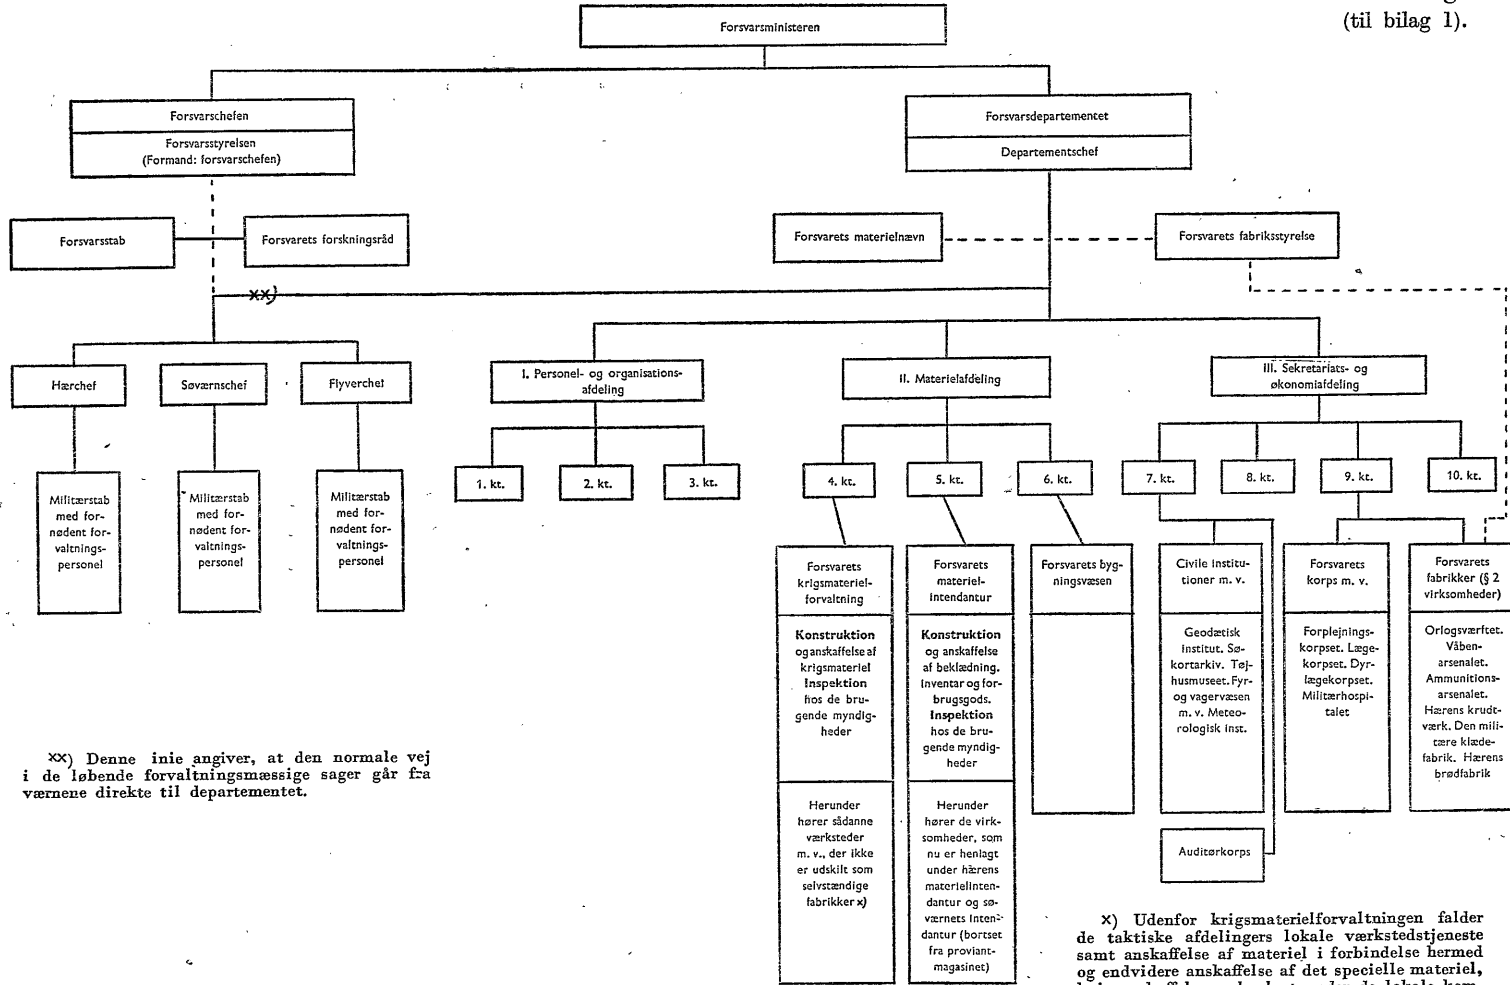 (til bilag 1).
Forsvarsministeren
Forsvarschefen
Forsvarsstyrelsen
(Formand: forsvarschefen)
Forsvarsdepartementet
Departementschef
Forsvarsstab
Forsvarets forskningsråd
Forsvarets materielnævn
Forsvarets fabriksstyrelse
xx)
Hærchef
Søværnschef
Flyverchef
I. Personel- og organisations-
afdeling
II. Materielafdeling
III. Sekretariats- og
økonomiafdeling
1. kt.
2. kt.
3. kt.
4. kt.
5. kt.
6. kt.
7. kt.
8. kt.
9. kt.
10. kt.
Militærstab
med for-
nødent for-
valtnings-
personel
Militærstab
med for-
nødent for-
valtnings-
personel
Militærstab
med for-
nødent for-
valtnings-
personel
Forsvarets
krigsmateriel-
forvaltning
Konstruktion
og anskaffelse af
krigsmateriel
Inspektion
hos de bru-
gende myndig-
heder
Herunder
hører sådanne
værksteder
m. v., der ikke
er udskilt som
selvstændige
fabrikker x)
Forsvarets
materiel-
intendantur
Konstruktion
og anskaffelse
af beklædning.
Inventar og for-
brugsgods.
Inspektion
hos de bru-
gende myndig-
heder
Herunder
hører de virk-
somheder, som
nu er henlagt
under hærens
materielinten-
dantur og sø-
værnets inten-
dantur (bortset
fra proviant-
magasinet)
Forsvarets byg-
ningsvæsen
Civile institu-
tioner m. v.
Geodætisk
institut. Sø-
kortarkiv. Tøj-
husmuseet. Fyr-
og vagervæsen
m. v. Meteo-
rologisk inst.
Auditørkorps
Forsvarets
korps m. v.
Forplejnings-
korpset. Læge-
korpset. Dyr-
lægekorpset.
Militærhospi-
talet
Forsvarets
fabrikker (§ 2
virksomheder)
Orlogsværftet.
Våben-
arsenalet.
Ammunitions-
arsenalet.
Hærens krudt-
værk. Den mili-
tære klæde-
fabrik. Hærens
brødfabrik
xx) Denne inie angiver, at den normale vej
i de løbende forvaltningsmæssige sager går fra
værnene direkte til departementet.
x) Udenfor krigsmaterielforvaltningen falder
de taktiske afdelingers lokale værkstedstjeneste
samt anskaffelse af materiel i forbindelse hermed
og endvidere anskaffelse af det specielle materiel,